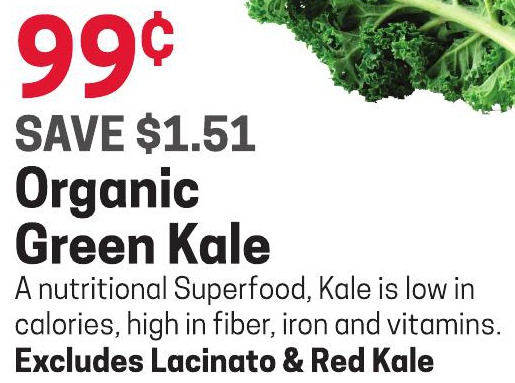 99¢
SAVE $1.51
Organic
Green Kale
A nutritional Superfood, Kale is low in
calories, high in fiber, iron and vitamins.
Excludes Lacinato & Red Kale